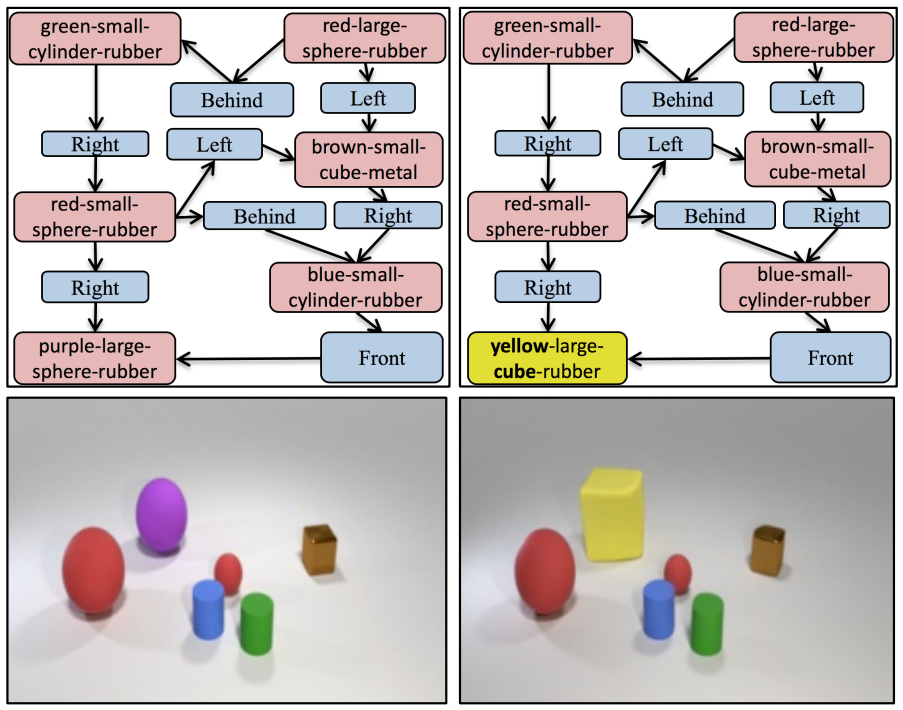 green-small-
cylinder-rubber
red-large-
sphere-rubber
Behind
Left
Right
Left
brown-small-
cube-metal
red-small-
sphere-rubber
Behind
Right
Right
blue-small-
cylinder-rubber
purple-large-
sphere-rubber
Front
green-small-
cylinder-rubber
red-large-
sphere-rubber
Behind
Left
Right
Left
brown-small-
cube-metal
red-small-
sphere-rubber
Behind
Right
Right
blue-small-
cylinder-rubber
yellow-large-
cube-rubber
Front